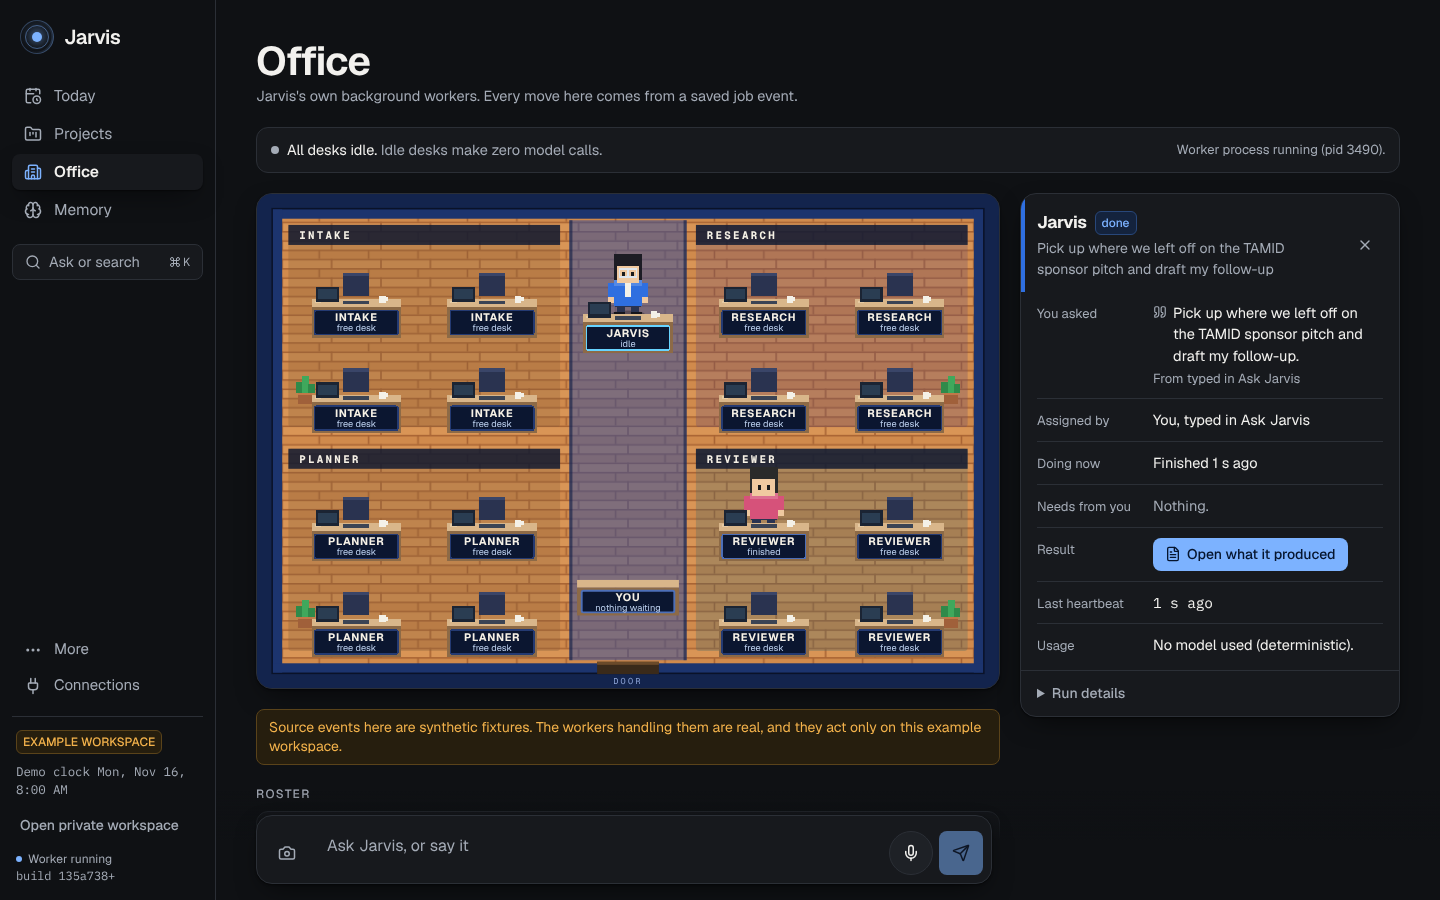 Jarvis
Today
Projects
Office
Memory
Ask or search ⌘K
More
Connections
EXAMPLE WORKSPACE
Demo clock Mon, Nov 16,
8:00 AM
Open private workspace
Worker running
build 135a738+
Office
Jarvis's own background workers. Every move here comes from a saved job event.
All desks idle. Idle desks make zero model calls.
Worker process running (pid 3490).
INTAKE
INTAKE
free desk
INTAKE
free desk
INTAKE
free desk
INTAKE
free desk
JARVIS
idle
RESEARCH
RESEARCH
free desk
RESEARCH
free desk
RESEARCH
free desk
RESEARCH
free desk
PLANNER
PLANNER
free desk
PLANNER
free desk
PLANNER
free desk
PLANNER
free desk
YOU
nothing waiting
REVIEWER
REVIEWER
finished
REVIEWER
free desk
REVIEWER
free desk
REVIEWER
free desk
DOOR
Source events here are synthetic fixtures. The workers handling them are real, and they act only on this example
workspace.
ROSTER
Ask Jarvis, or say it
Jarvis done
Pick up where we left off on the TAMID
sponsor pitch and draft my follow-up
You asked
Pick up where we left off on
the TAMID sponsor pitch and
draft my follow-up.
From typed in Ask Jarvis
Assigned by
You, typed in Ask Jarvis
Doing now
Finished 1 s ago
Needs from you
Nothing.
Result
Open what it produced
Last heartbeat
1 s ago
Usage
No model used (deterministic).
Run details